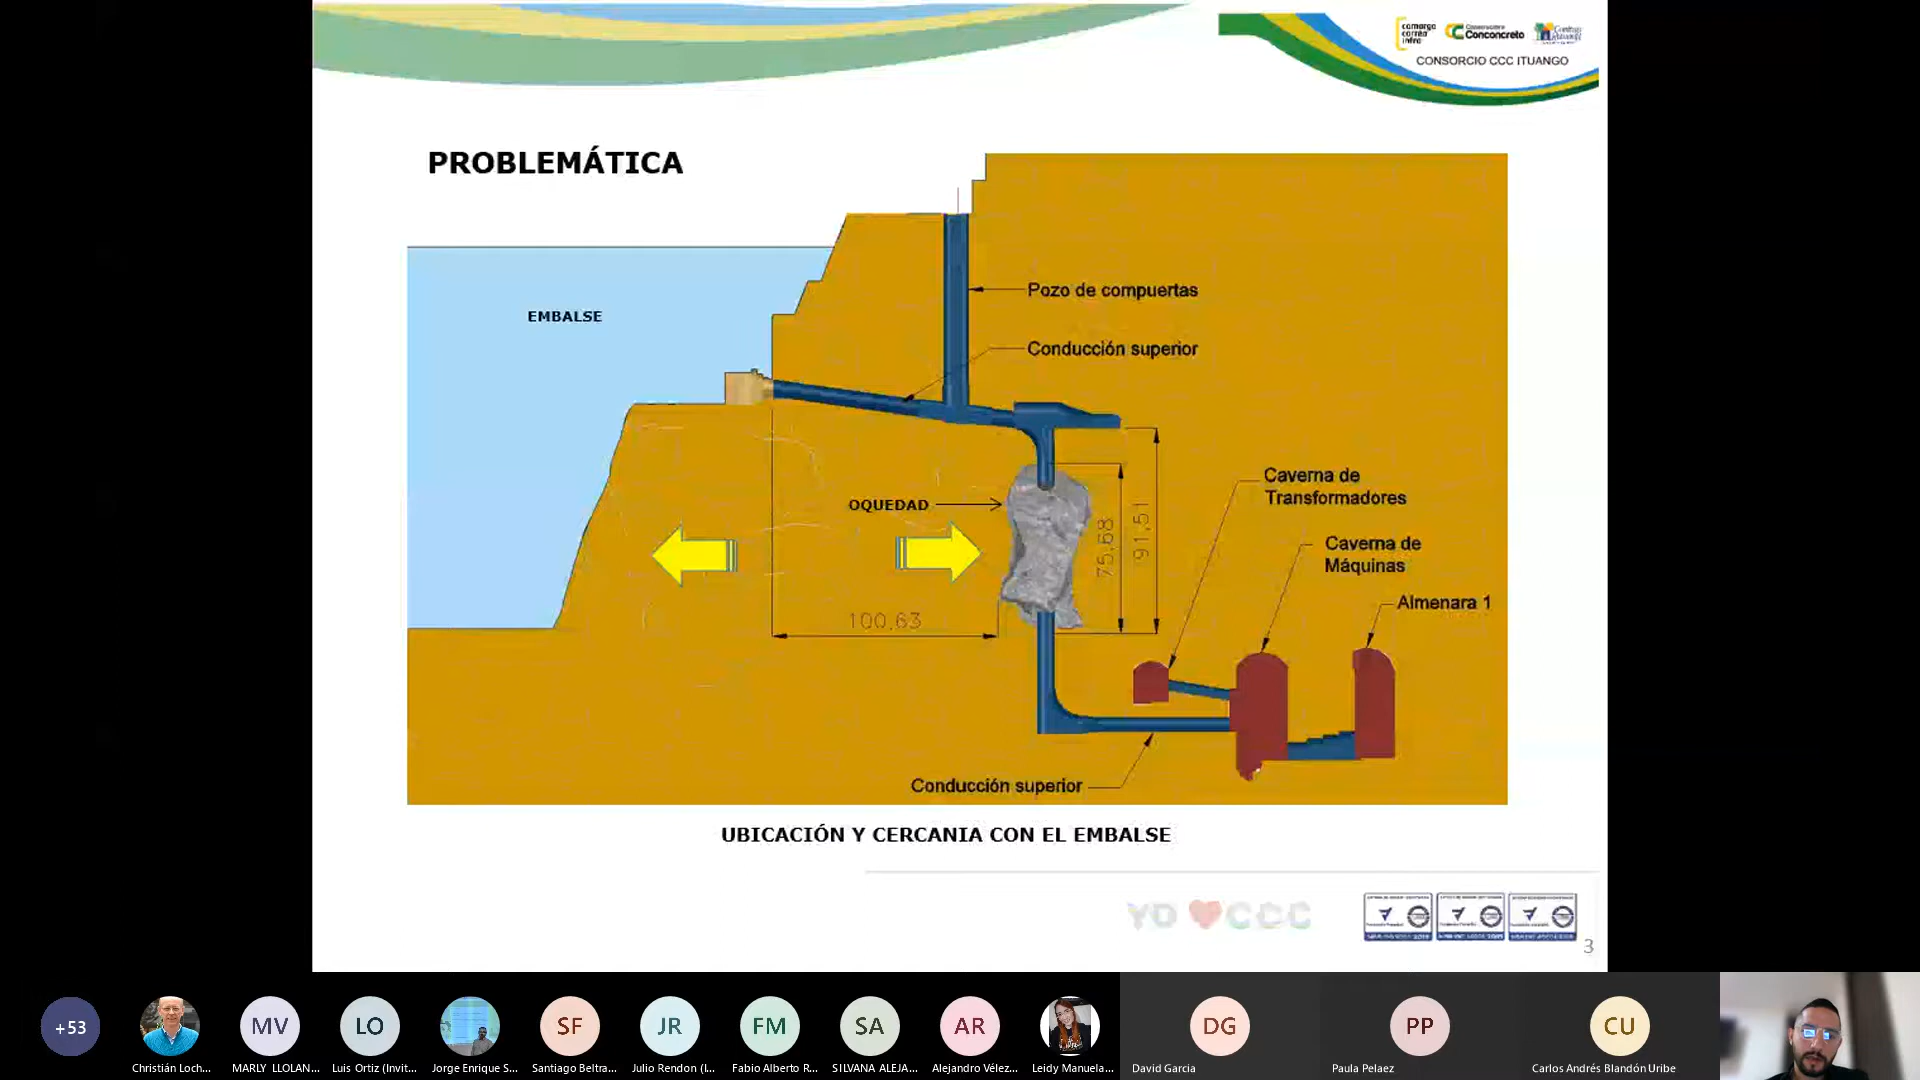 camargo
corrêa
infra
Constructora
Conconcreto
CONSORCIO CCC ITUANGO
PROBLEMÁTICA
EMBALSE
Pozo de compuertas
Conducción superior
OQUEDAD
75,68
91,51
100,63
Caverna de
Transformadores
Caverna de
Máquinas
Almenara 1
Conducción superior
UBICACIÓN Y CERCANIA CON EL EMBALSE
YO CCC
3
+53
MV
LO
SF
JR
FM
SA
AR
DG
PP
CU
Christián Loch...
MARLY LLOLAN...
Luis Ortiz (Invit...
Jorge Enrique S...
Santiago Beltra...
Julio Rendon (I...
Fabio Alberto R...
SILVANA ALEJA...
Alejandro Vélez...
Leidy Manuela...
David Garcia
Paula Pelaez
Carlos Andrés Blandón Uribe